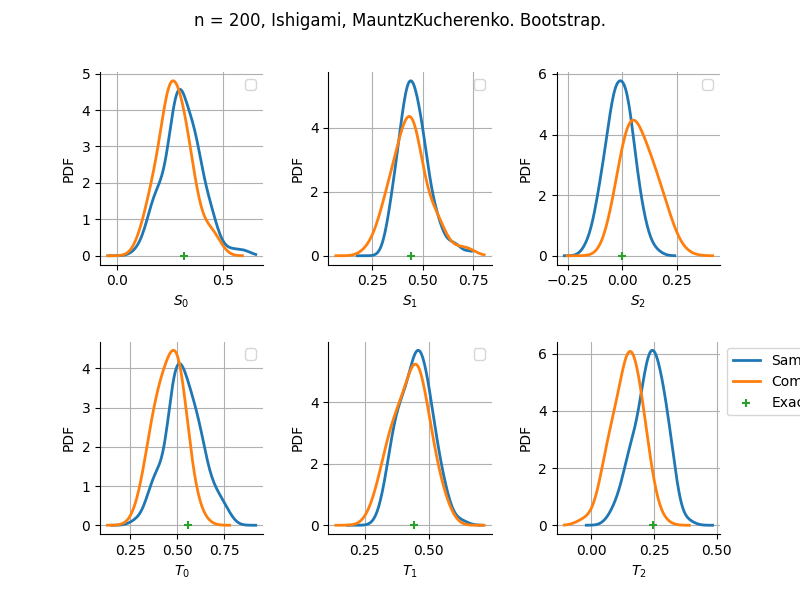 n = 200, Ishigami, MauntzKucherenko. Bootstrap.
PDF
5
4
3
2
1
0
0.0 0.5
S0
PDF
4
2
0
0.25 0.50 0.75
S1
PDF
6
4
2
0
−0.25 0.00 0.25
S2
PDF
4
3
2
1
0
0.25 0.50 0.75
T0
PDF
4
2
0
0.25 0.50
T1
PDF
6
4
2
0
0.00 0.25 0.50
T2
Sam
Com
Exac